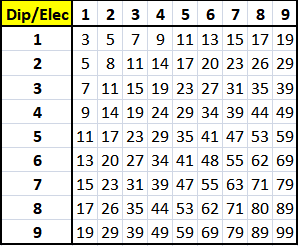 Dip/Elec 1 2 3 4 5 6 7 8 9
1 3 5 7 9 11 13 15 17 19
2 5 8 11 14 17 20 23 26 29
3 7 11 15 19 23 27 31 35 39
4 9 14 19 24 29 34 39 44 49
5 11 17 23 29 35 41 47 53 59
6 13 20 27 34 41 48 55 62 69
7 15 23 31 39 47 55 63 71 79
8 17 26 35 44 53 62 71 80 89
9 19 29 39 49 59 69 79 89 99